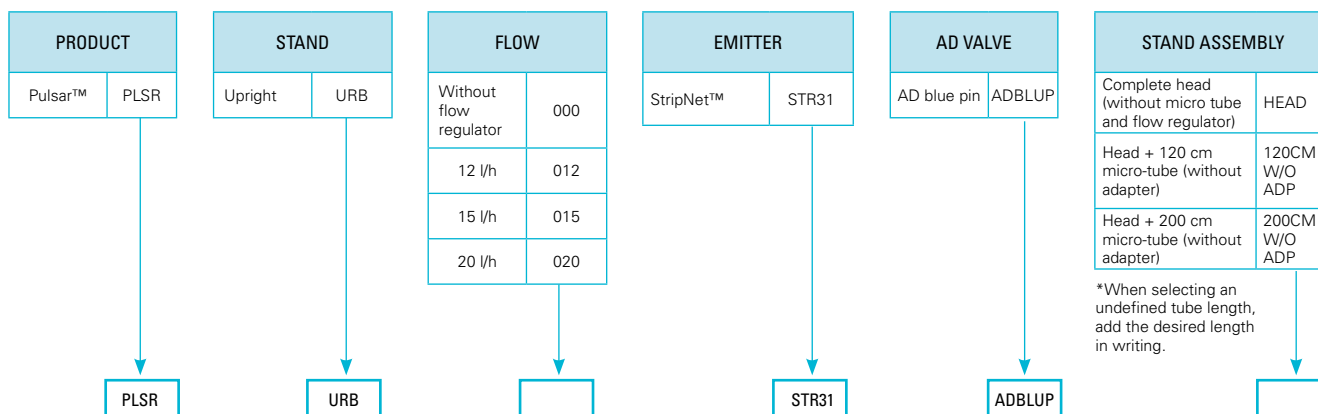 PRODUCT
Pulsar™ PLSR
STAND
Upright URB
FLOW
Without
flow
regulator
000
12 l/h 012
15 l/h 015
20 l/h 020
EMITTER
StripNet™ STR31
AD VALVE
AD blue pin ADBLUP
STAND ASSEMBLY
Complete head
(without micro tube
and flow regulator)
HEAD
Head + 120 cm
micro-tube (without
adapter)
120CM
W/O
ADP
Head + 200 cm
micro-tube (without
adapter)
200CM
W/O
ADP
*When selecting an
undefined tube length,
add the desired length
in writing.
PLSR
URB
STR31
ADBLUP